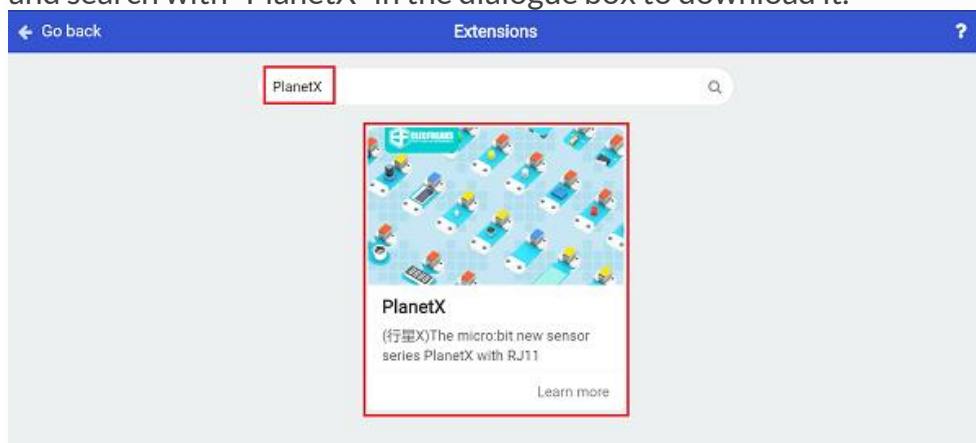 and search with "PlanetX" in the dialogue box to download it.
Go back
Extensions
?
PlanetX
ELECFREAKS
PlanetX
(行星X)The micro:bit new sensor
series PlanetX with RJ11
Learn more